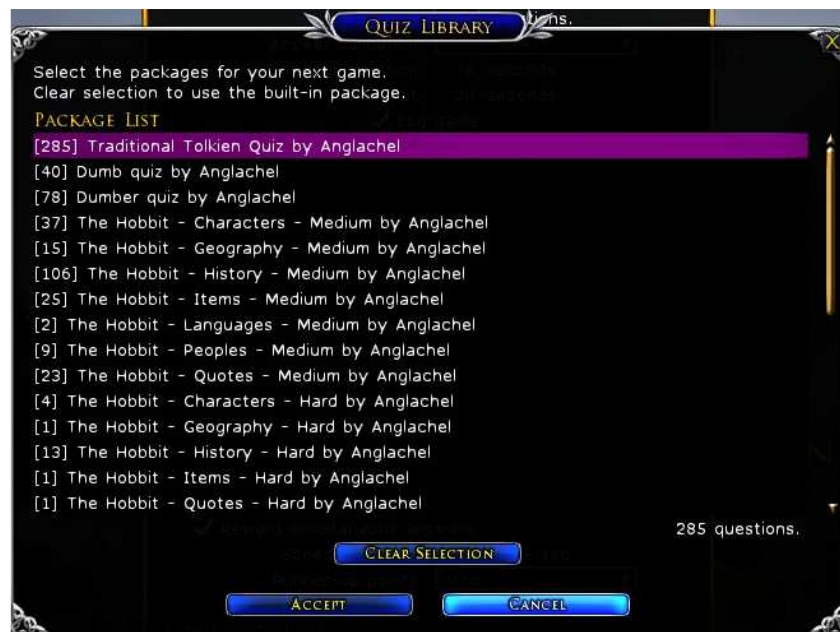 QUIZ LIBRARY
Select the packages for your next game.
Clear selection to use the built-in package.
PACKAGE LIST
[285] Traditional Tolkien Quiz by Anglachel
[40] Dumb quiz by Anglachel
[78] Dumber quiz by Anglachel
[37] The Hobbit - Characters - Medium by Anglachel
[15] The Hobbit - Geography - Medium by Anglachel
[106] The Hobbit - History - Medium by Anglachel
[25] The Hobbit - Items - Medium by Anglachel
[2] The Hobbit - Languages - Medium by Anglachel
[9] The Hobbit - Peoples - Medium by Anglachel
[23] The Hobbit - Quotes - Medium by Anglachel
[4] The Hobbit - Characters - Hard by Anglachel
[1] The Hobbit - Geography - Hard by Anglachel
[13] The Hobbit - History - Hard by Anglachel
[1] The Hobbit - Items - Hard by Anglachel
[1] The Hobbit - Quotes - Hard by Anglachel
285 questions.
CLEAR SELECTION
ACCEPT
CANCEL